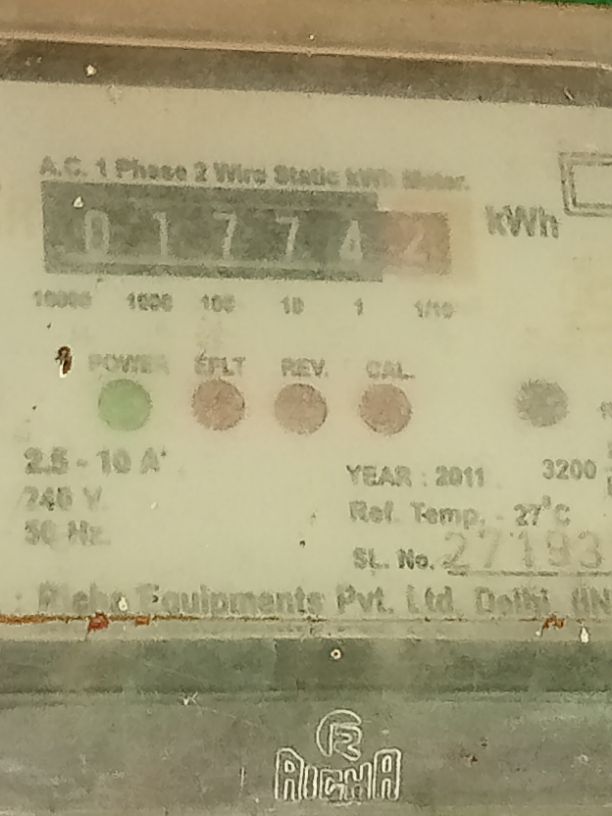 A.C. 1 Phase 2 Wire Static kWh Meter.
0 1 7 7 4 2 kWh
10000 1000 100 10 1 1/10
POWER EFLT REV. CAL.
2.5 - 10 A
240 V.
50 Hz.
YEAR : 2011 3200
Ref. Temp. - 27°C
SL. No. 27193
Equipments Pvt. Ltd. Delhi
R